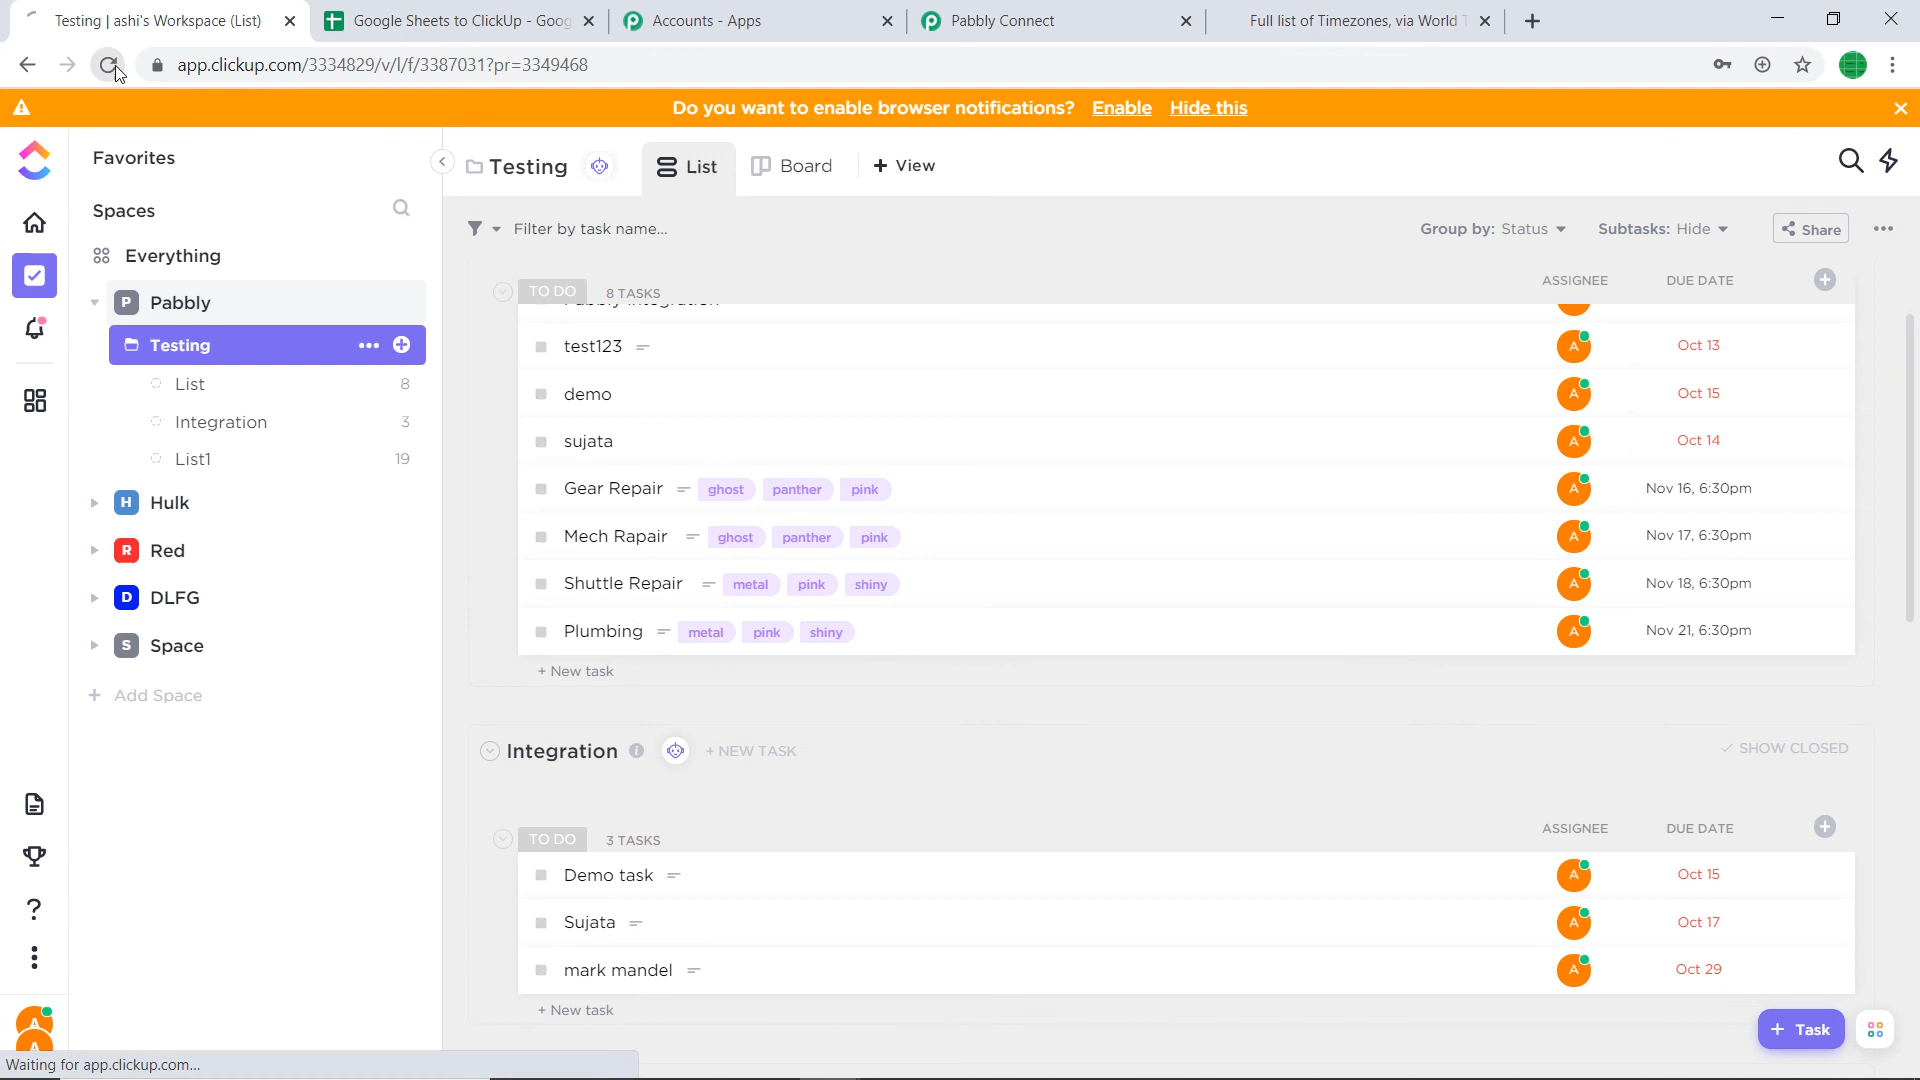 Testing | ashi's Workspace (List)
Google Sheets to ClickUp - Goog
Accounts - Apps
Pabbly Connect
Full list of Timezones, via World T
app.clickup.com/3334829/v/l/f/3387031?pr=3349468
Do you want to enable browser notifications? Enable Hide this
Favorites
Spaces
Everything
P Pabbly
Testing
List 8
Integration 3
List1 19
H Hulk
R Red
D DLFG
S Space
+ Add Space
Testing
List
Board
+ View
Filter by task name...
Group by: Status
Subtasks: Hide
Share
TO DO 8 TASKS ASSIGNEE DUE DATE
Pabbly Integration
test123 A Oct 13
demo A Oct 15
sujata A Oct 14
Gear Repair ghost panther pink A Nov 16, 6:30pm
Mech Rapair ghost panther pink A Nov 17, 6:30pm
Shuttle Repair metal pink shiny A Nov 18, 6:30pm
Plumbing metal pink shiny A Nov 21, 6:30pm
+ New task
Integration + NEW TASK SHOW CLOSED
TO DO 3 TASKS ASSIGNEE DUE DATE
Demo task A Oct 15
Sujata A Oct 17
mark mandel A Oct 29
+ New task
+ Task
A
A
Waiting for app.clickup.com...